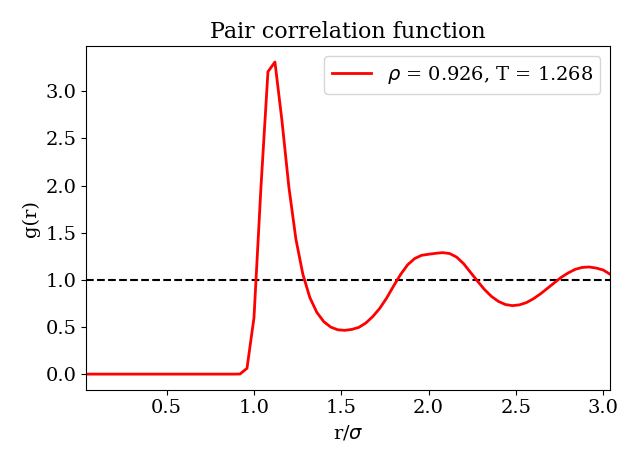 Pair correlation function
ρ = 0.926, T = 1.268
g(r)
3.0
2.5
2.0
1.5
1.0
0.5
0.0
0.5 1.0 1.5 2.0 2.5 3.0
r/σ